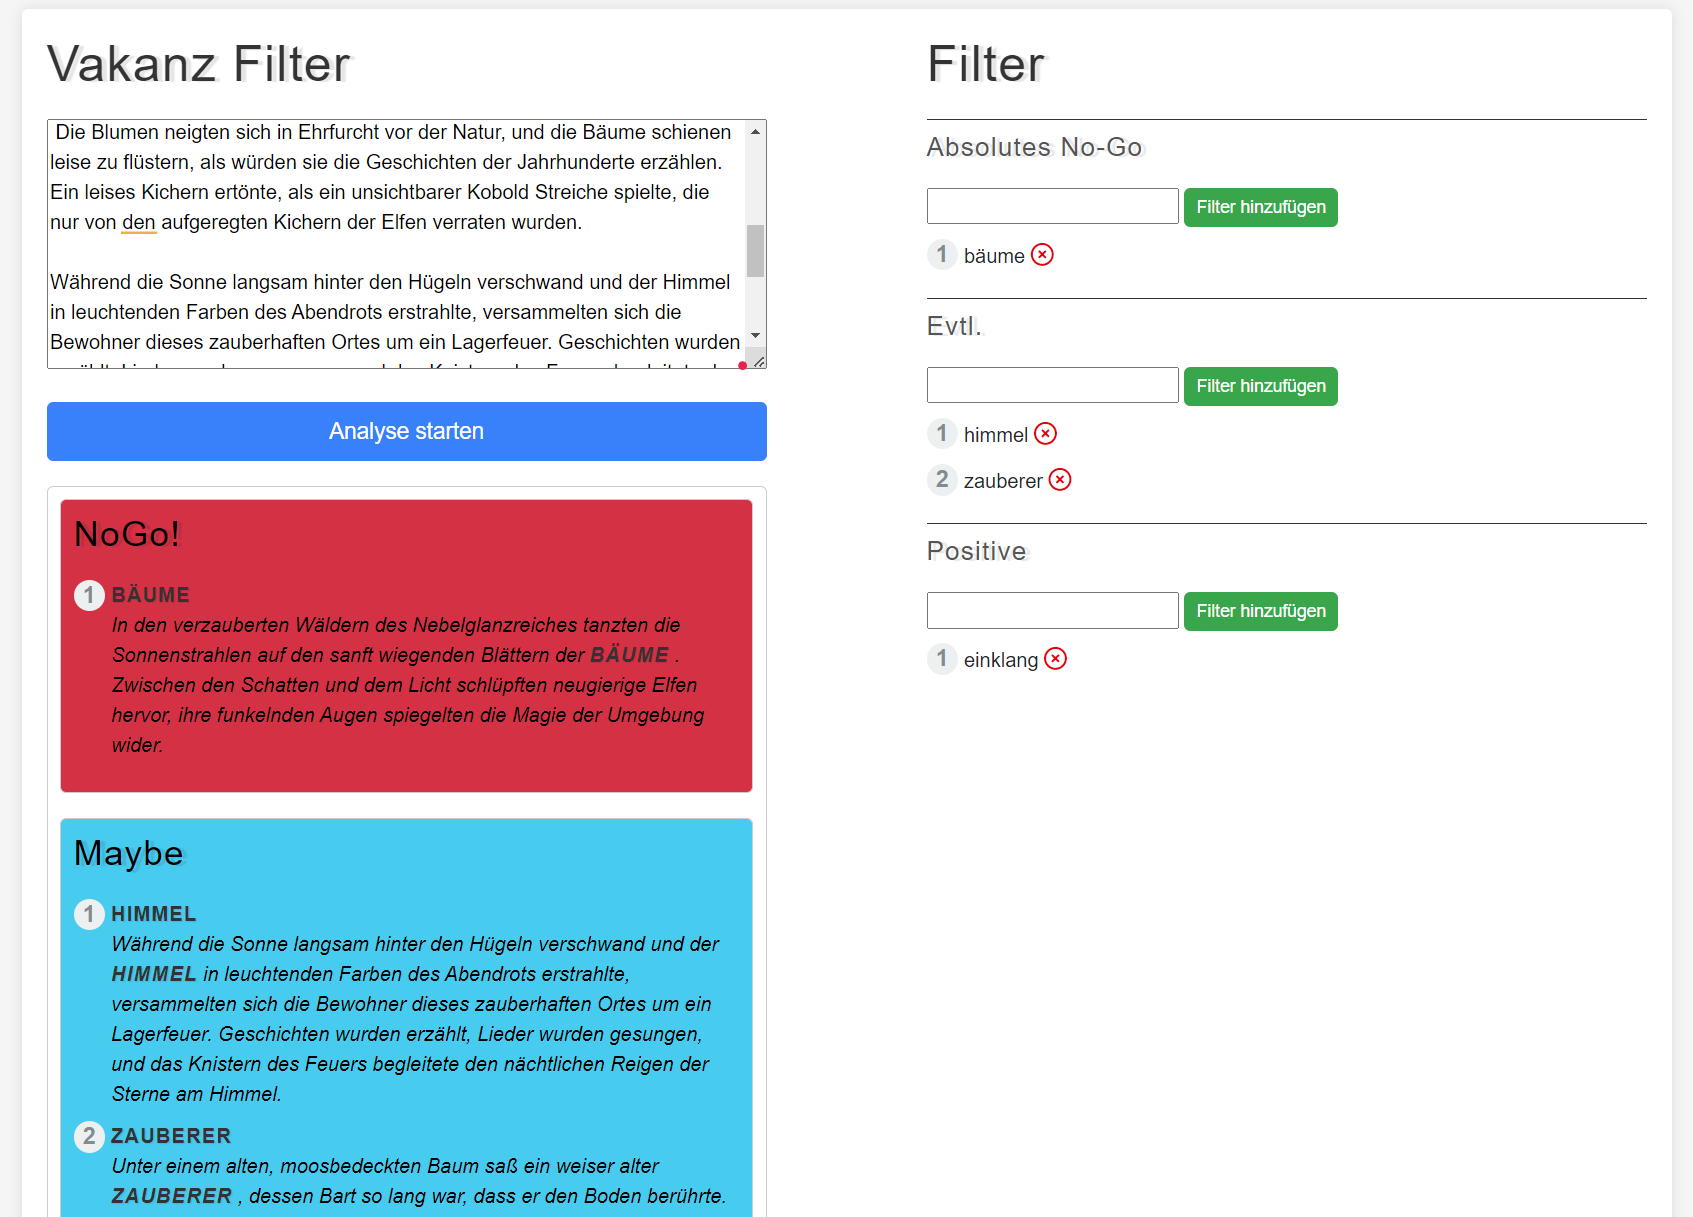 Vakanz Filter
Die Blumen neigten sich in Ehrfurcht vor der Natur, und die Bäume schienen
leise zu flüstern, als würden sie die Geschichten der Jahrhunderte erzählen.
Ein leises Kichern ertönte, als ein unsichtbarer Kobold Streiche spielte, die
nur von den aufgeregten Kichern der Elfen verraten wurden.
Während die Sonne langsam hinter den Hügeln verschwand und der Himmel
in leuchtenden Farben des Abendrots erstrahlte, versammelten sich die
Bewohner dieses zauberhaften Ortes um ein Lagerfeuer. Geschichten wurden
Analyse starten
NoGo!
1 BÄUME
In den verzauberten Wäldern des Nebelglanzreiches tanzten die
Sonnenstrahlen auf den sanft wiegenden Blättern der BÄUME .
Zwischen den Schatten und dem Licht schlüpften neugierige Elfen
hervor, ihre funkelnden Augen spiegelten die Magie der Umgebung
wider.
Maybe
1 HIMMEL
Während die Sonne langsam hinter den Hügeln verschwand und der
HIMMEL in leuchtenden Farben des Abendrots erstrahlte,
versammelten sich die Bewohner dieses zauberhaften Ortes um ein
Lagerfeuer. Geschichten wurden erzählt, Lieder wurden gesungen,
und das Knistern des Feuers begleitete den nächtlichen Reigen der
Sterne am Himmel.
2 ZAUBERER
Unter einem alten, moosbedeckten Baum saß ein weiser alter
ZAUBERER , dessen Bart so lang war, dass er den Boden berührte.
Filter
Absolutes No-Go
Filter hinzufügen
1 bäume
Evtl.
Filter hinzufügen
1 himmel
2 zauberer
Positive
Filter hinzufügen
1 einklang